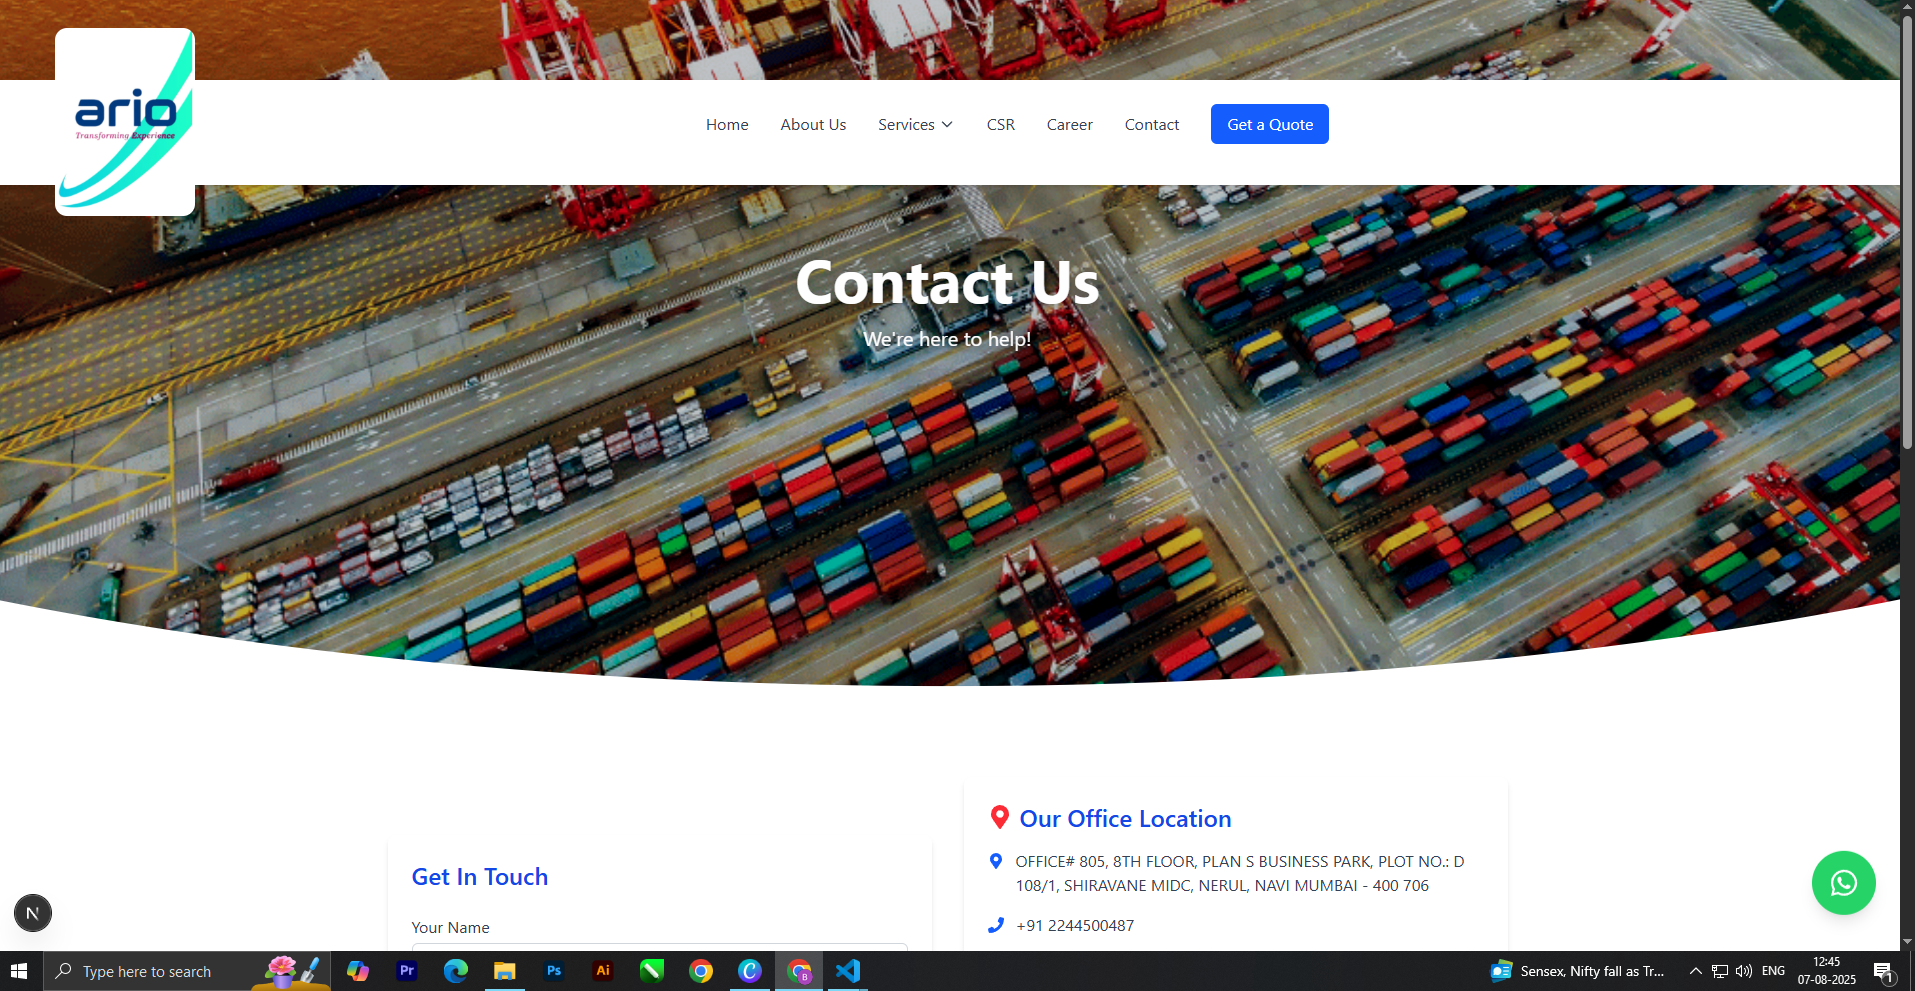 ario
Transforming Experience
Home
About Us
Services
CSR
Career
Contact
Get a Quote
Contact Us
We're here to help!
Our Office Location
OFFICE# 805, 8TH FLOOR, PLAN S BUSINESS PARK, PLOT NO.: D
108/1, SHIRAVANE MIDC, NERUL, NAVI MUMBAI - 400 706
+91 2244500487
Get In Touch
Your Name
N
Type here to search
Pr
Ps
Ai
C
B
Sensex, Nifty fall as Tr...
ENG
12:45
07-08-2025
1